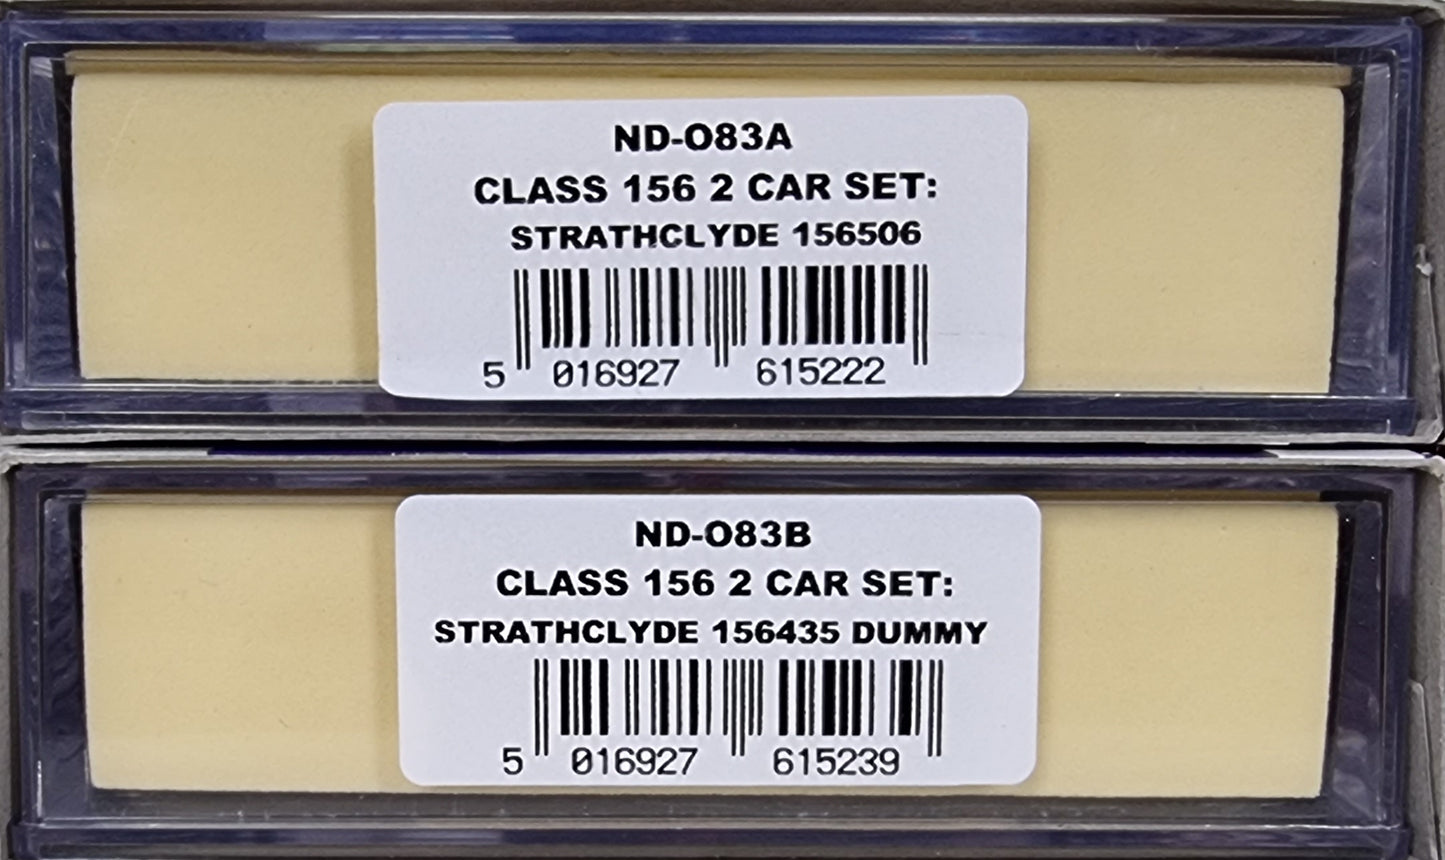 ND-O83A
CLASS 156 2 CAR SET:
STRATHCLYDE 156506
5 016927 615222
ND-O83B
CLASS 156 2 CAR SET:
STRATHCLYDE 156435 DUMMY
5 016927 615239